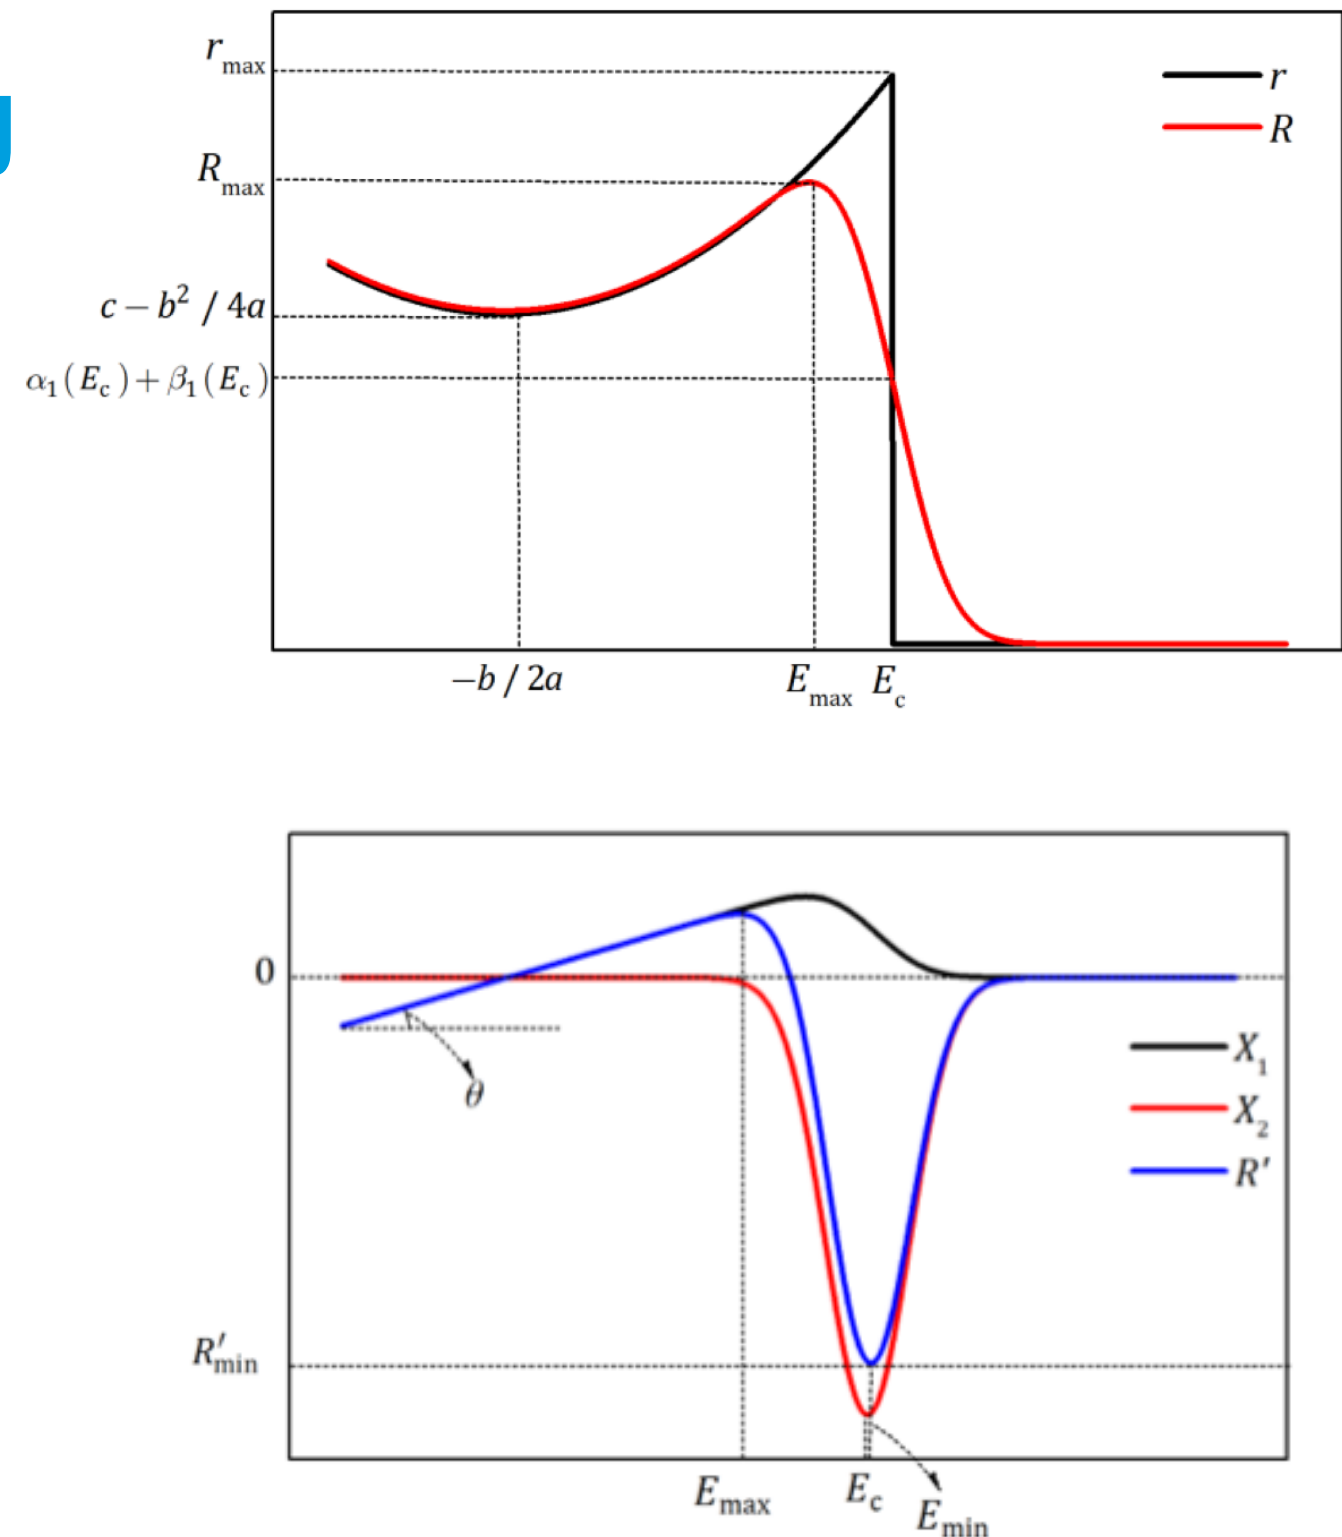 r_max
r
R
R_max
c − b² / 4a
α₁(E_c) + β₁(E_c)
−b / 2a
E_max
E_c
0
θ
X₁
X₂
R′
R′_min
E_max
E_c
E_min